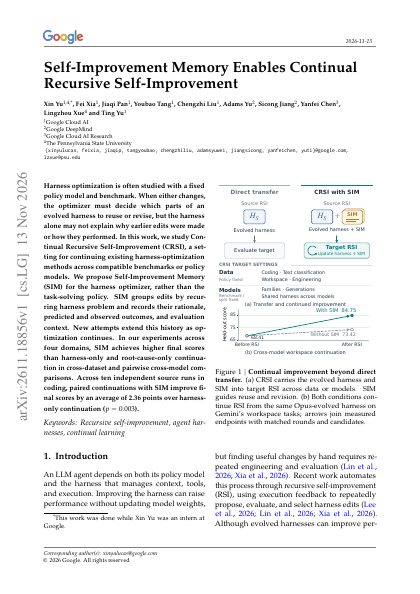 Google
2026-11-15
Self-Improvement Memory Enables Continual
Recursive Self-Improvement
Xin Yu1,4,*, Fei Xia1, Jiaqi Pan1, Youbao Tang1, Chengzhi Liu1, Adams Yu2, Sicong Jiang2, Yanfei Chen3,
Lingzhou Xue4 and Ting Yu1
1Google Cloud AI
2Google DeepMind
3Google Cloud AI Research
4The Pennsylvania State University
arXiv:2611.18856v1 [cs.LG] 13 Nov 2026
Harness optimization is often studied with a fixed
policy model and benchmark. When either changes,
the optimizer must decide which parts of an
evolved harness to reuse or revise, but the harness
alone may not explain why earlier edits were made
or how they performed. In this work, we study Con-
tinual Recursive Self-Improvement (CRSI), a set-
ting for continuing existing harness-optimization
methods across compatible benchmarks or policy
models. We propose Self-Improvement Memory
(SIM) for the harness optimizer, rather than the
task-solving policy. SIM groups edits by recur-
ring harness problem and records their rationale,
predicted and observed outcomes, and evaluation
context. New attempts extend this history as op-
timization continues. In our experiments across
four domains, SIM achieves higher final scores
than harness-only and root-cause-only continua-
tion in cross-dataset and pairwise cross-model com-
parisons. Across ten independent source runs in
coding, paired continuations with SIM improve fi-
nal scores by an average of 2.36 points over harness-
only continuation (p = 0.003).
Keywords: Recursive self-improvement, agent har-
nesses, continual learning
1. Introduction
An LLM agent depends on both its policy model
and the harness that manages context, tools,
and execution. Improving the harness can raise
performance without updating model weights,
*This work was done while Xin Yu was an intern at
Google.
Direct transfer
CRSI with SIM
Source RSI
Source RSI
HS
HS + SIM
Evolved harness
Evolved harness + SIM
Evaluate target
Target RSI
Update harness + SIM
CRSI TARGET SETTINGS
Data
Coding · Text classification
Policy fixed
Workspace · Engineering
Models
Families · Generations
Benchmark /
split fixed
Shared harness across models
(a) Transfer and continued improvement
Held-out score
85
75
65
With SIM 84.75
Without SIM 73.42
Before RSI
After RSI
(b) Cross-model workspace continuation
Figure 1 | Continual improvement beyond direct
transfer. (a) CRSI carries the evolved harness and
SIM into target RSI across data or models. SIM
guides reuse and revision. (b) Both conditions con-
tinue RSI from the same Opus-evolved harness on
Gemini's workspace tasks; arrows join measured
endpoints with matched rounds and candidates.
but finding useful changes by hand requires re-
peated engineering and evaluation (Lin et al.,
2026; Xia et al., 2026). Recent work automates
this process through recursive self-improvement
(RSI), using execution feedback to repeatedly
propose, evaluate, and select harness edits (Lee
et al., 2026; Lin et al., 2026; Xia et al., 2026).
Although evolved harnesses can improve per-
Corresponding author(s): xinyulucas@google.com
© 2026 Google. All rights reserved